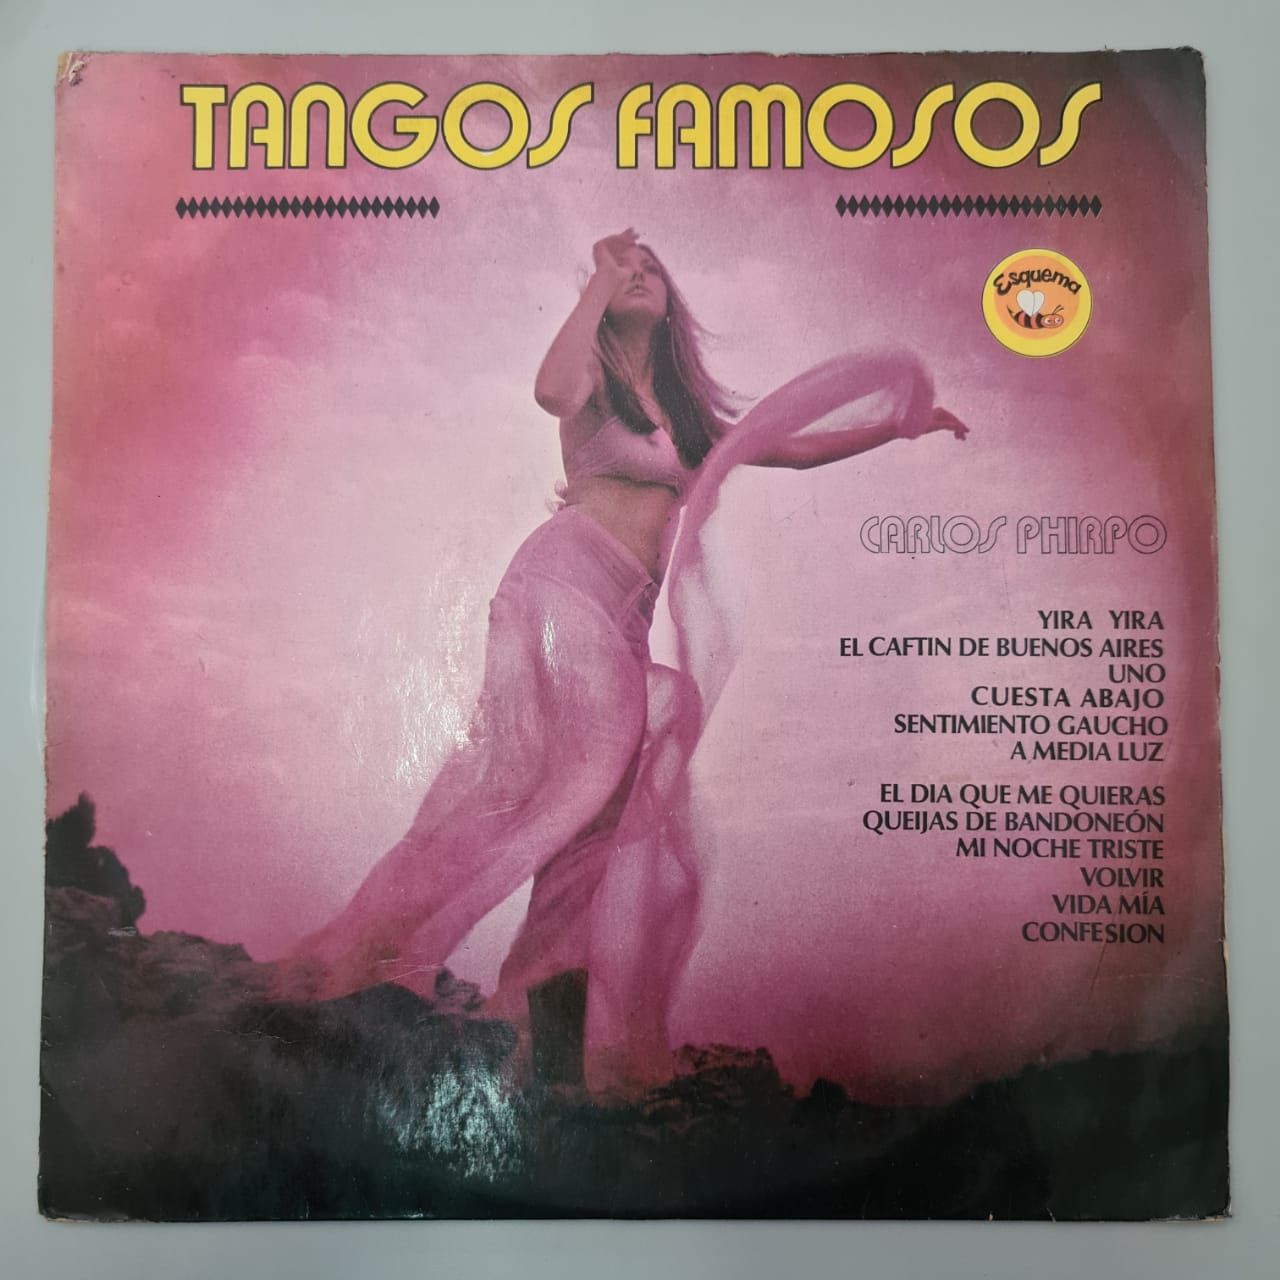 TANGOS FAMOSOS
Esquema
CARLOS PHIRPO
YIRA YIRA
EL CAFTIN DE BUENOS AIRES
UNO
CUESTA ABAJO
SENTIMIENTO GAUCHO
A MEDIA LUZ
EL DIA QUE ME QUIERAS
QUEIJAS DE BANDONEÓN
MI NOCHE TRISTE
VOLVIR
VIDA MÍA
CONFESION